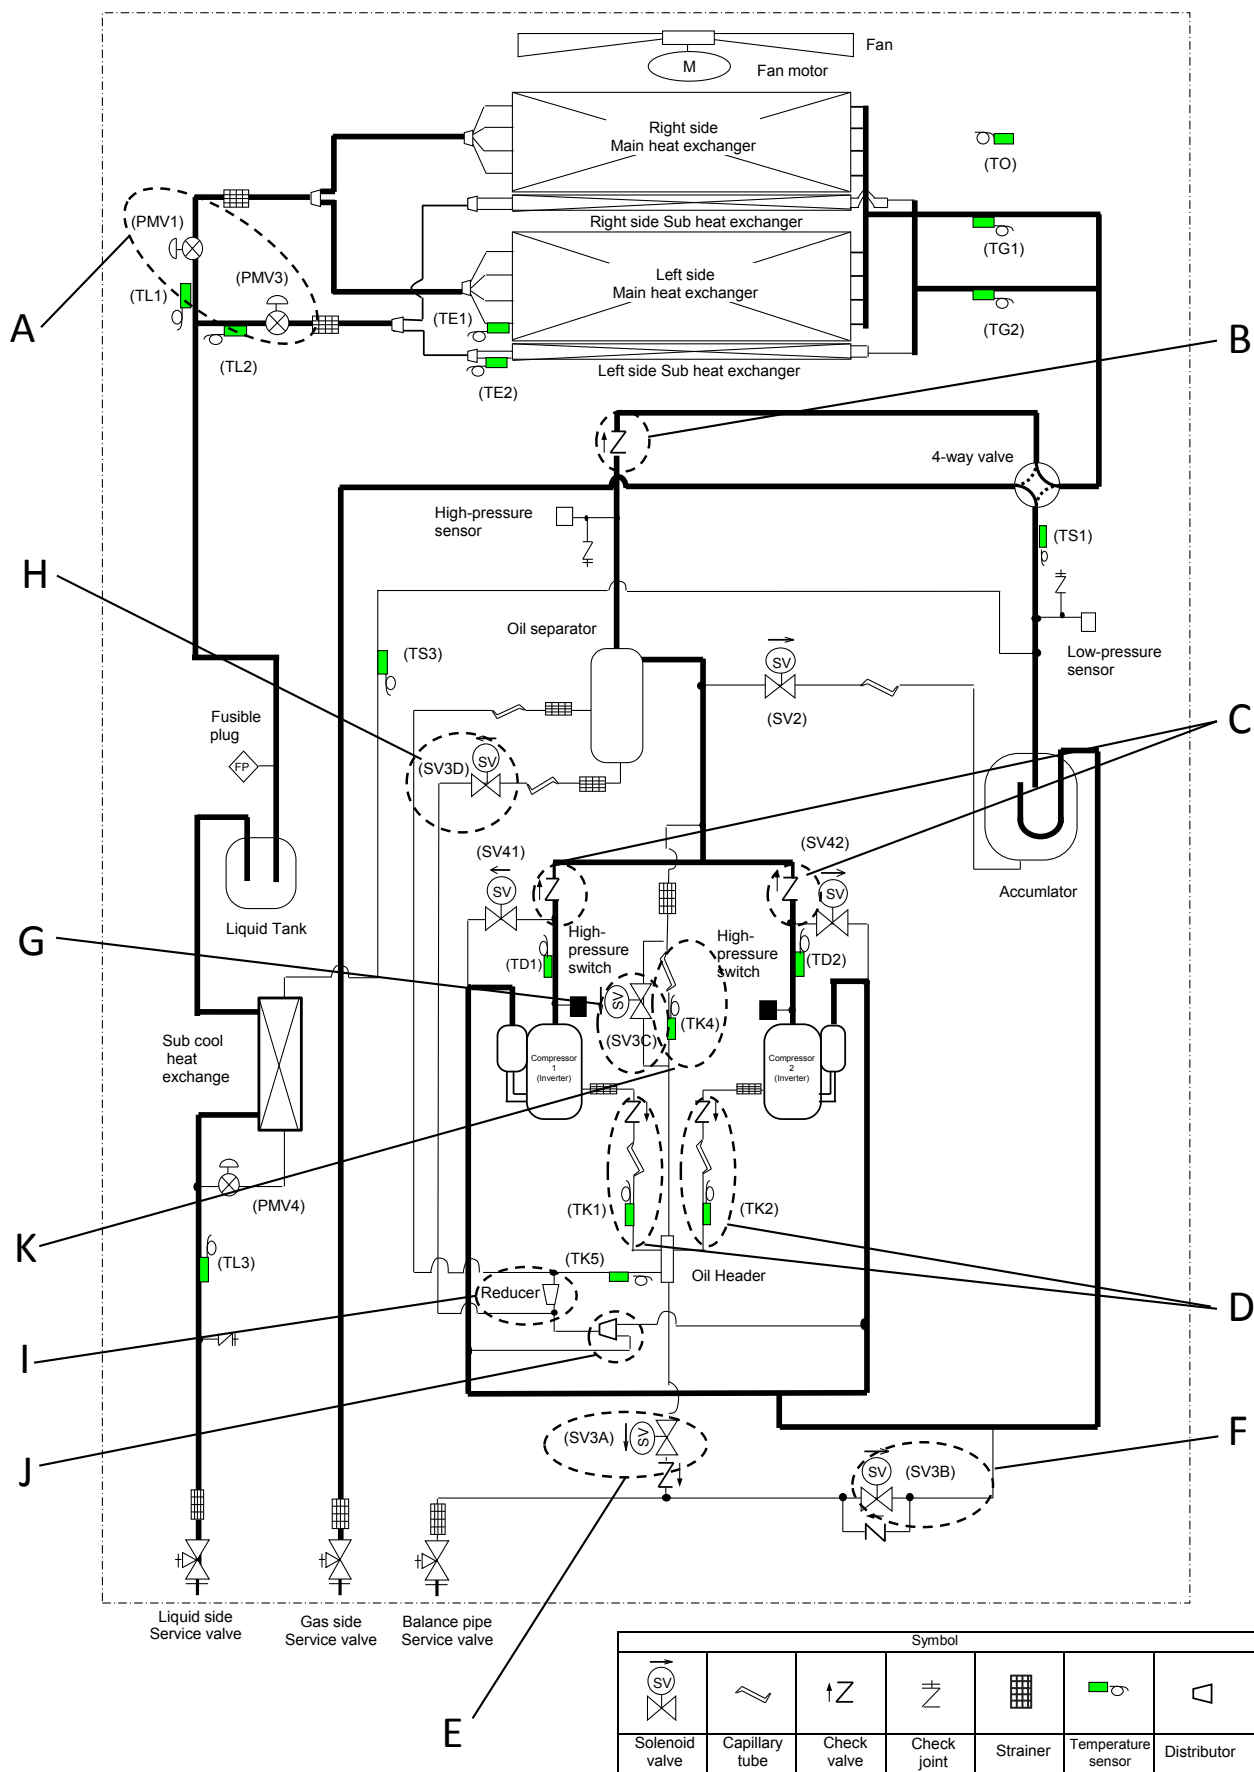 Fan
M
Fan motor
Right side
Main heat exchanger
(TO)
Right side Sub heat exchanger
(PMV1)
(TG1)
Left side
Main heat exchanger
(PMV3)
(TL1)
(TE1)
(TG2)
A
B
(TL2)
Left side Sub heat exchanger
(TE2)
4-way valve
High-pressure
sensor
(TS1)
H
Oil separator
(TS3)
Low-pressure
sensor
SV
(SV2)
Fusible
plug
FP
C
SV
(SV3D)
(SV41)
(SV42)
SV
SV
Accumlator
Liquid Tank
G
High-
pressure
switch
High-
pressure
switch
(TD1)
(TD2)
SV
(SV3C)
(TK4)
Sub cool
heat
exchange
Compressor
1
(Inverter)
Compressor
2
(Inverter)
(PMV4)
(TK1)
(TK2)
K
(TL3)
(TK5)
Oil Header
Reducer
D
I
J
(SV3A)
SV
F
SV
(SV3B)
Liquid side
Service valve
Gas side
Service valve
Balance pipe
Service valve
E
Symbol
SV
Solenoid
valve
Capillary
tube
Check
valve
Check
joint
Strainer
Temperature
sensor
Distributor